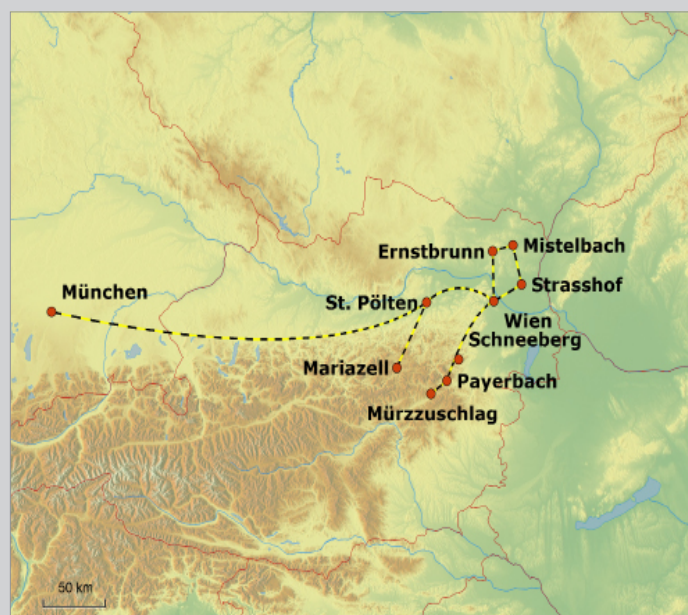 Ernstbrunn
Mistelbach
München
Strasshof
St. Pölten
Wien
Schneeberg
Mariazell
Payerbach
Mürzzuschlag
50 km